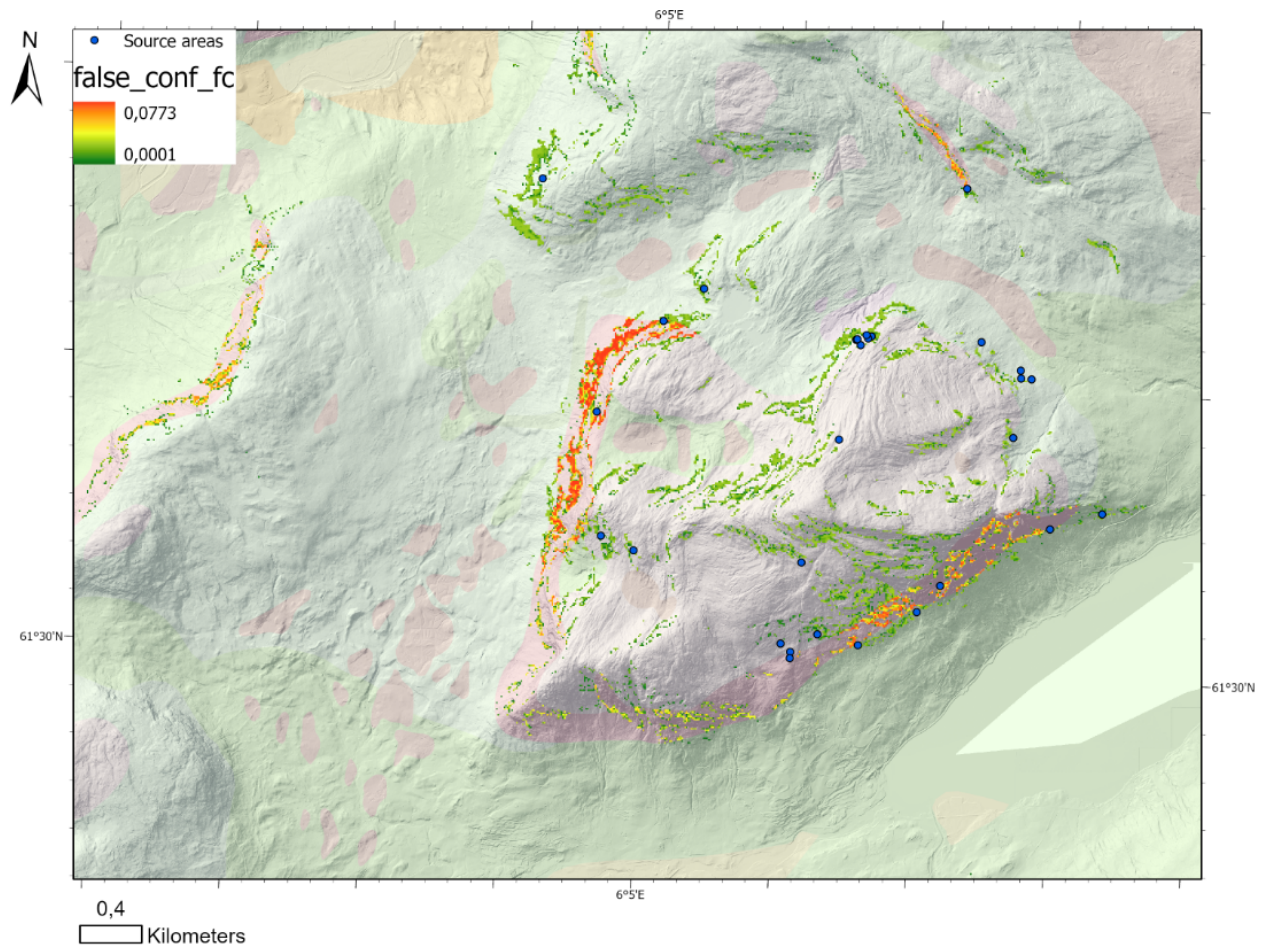 6°5'E
N
Source areas
false_conf_fc
0,0773
0,0001
61°30'N
61°30'N
6°5'E
0,4
Kilometers